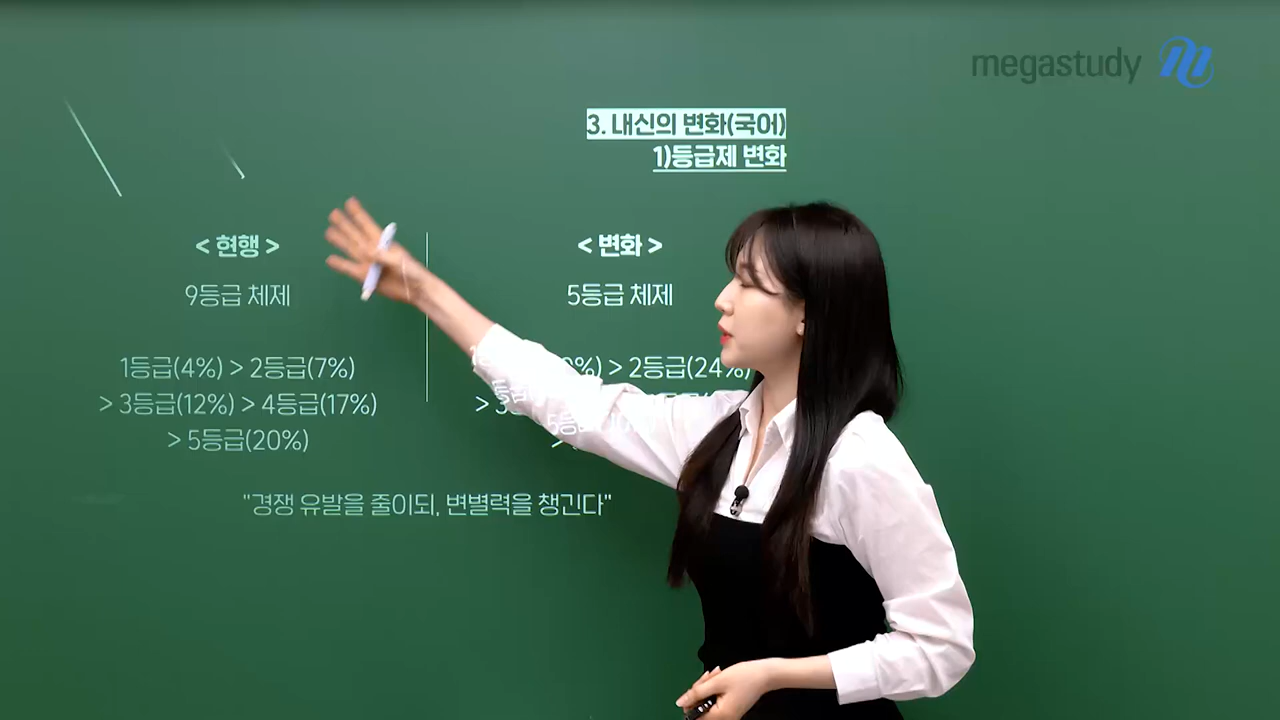 megastudy
3. 내신의 변화(국어)
1)등급제 변화
< 현행 >
9등급 체제
1등급(4%) > 2등급(7%)
> 3등급(12%) > 4등급(17%)
> 5등급(20%)
< 변화 >
5등급 체제
> 2등급(24%)
"경쟁 유발을 줄이되, 변별력을 챙긴다"